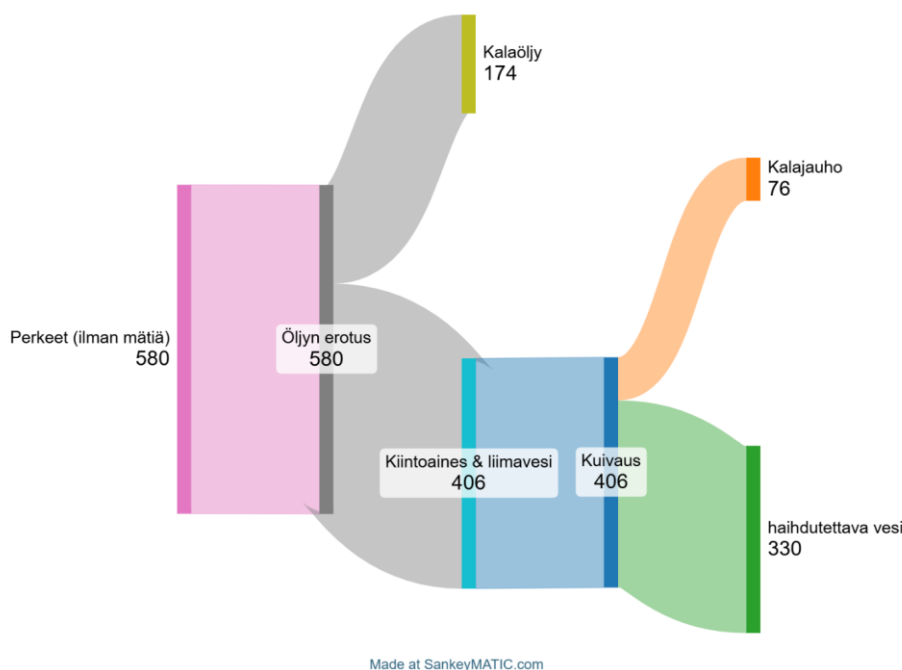 Kalaöljy
174
Kalajauho
76
Perkeet (ilman mätiä)
580
Öljyn erotus
580
Kiintoaines & liimavesi
406
Kuivaus
406
haihdutettava vesi
330
Made at SankeyMATIC.com